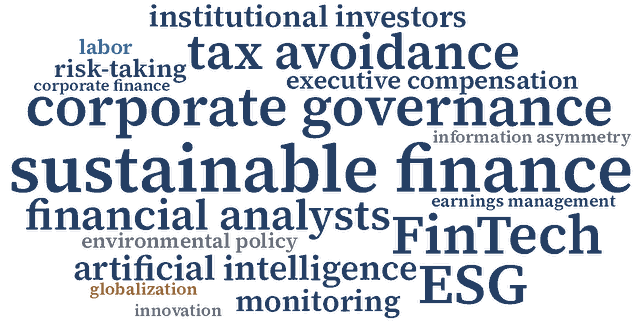 institutional investors
labor
tax avoidance
risk-taking
executive compensation
corporate finance
corporate governance
information asymmetry
sustainable finance
earnings management
financial analysts
FinTech
environmental policy
artificial intelligence
ESG
globalization
monitoring
innovation